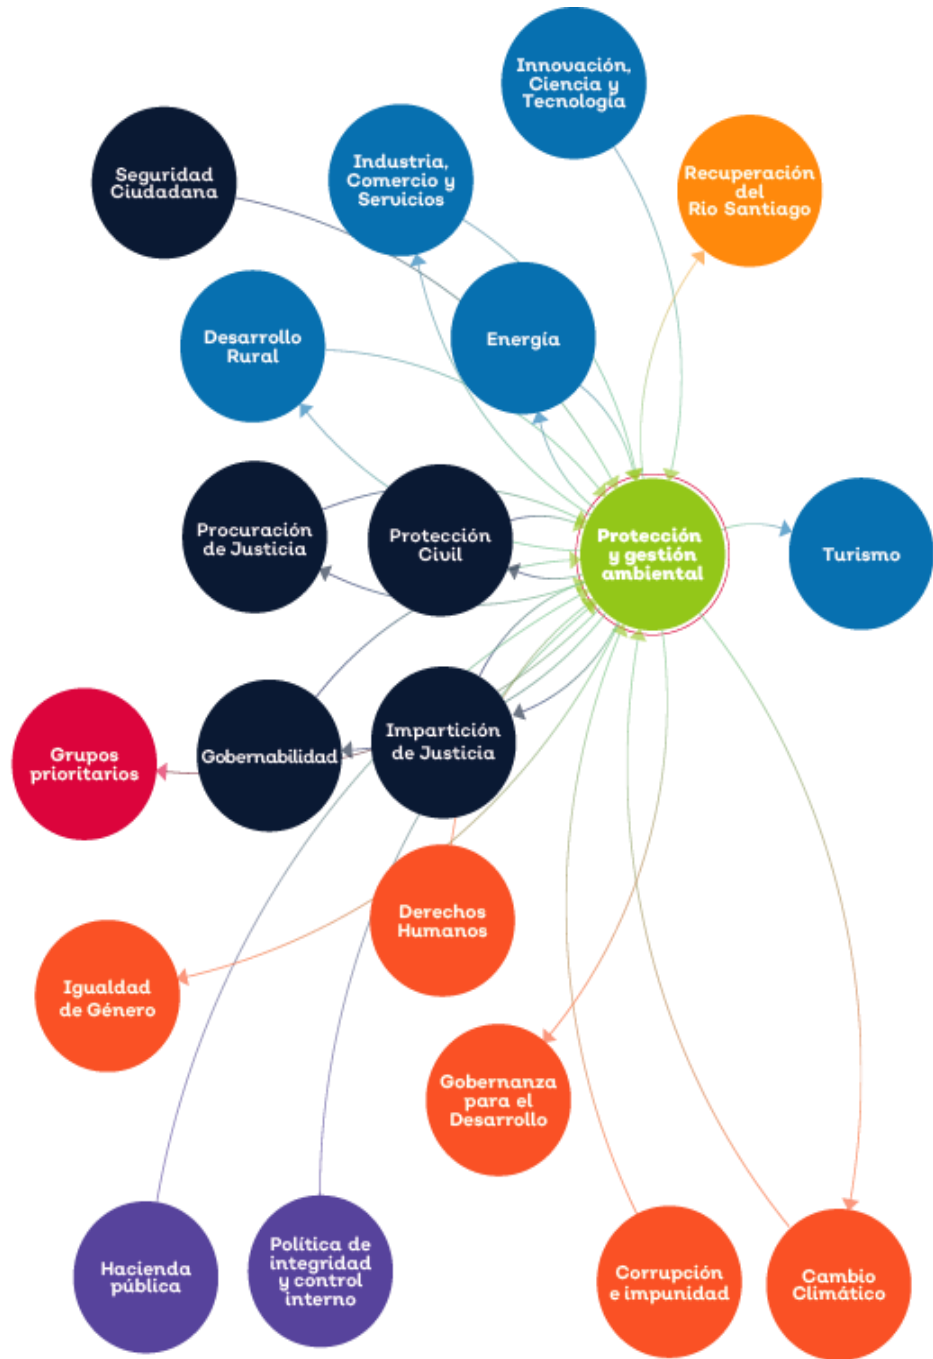 Innovación,
Ciencia y
Tecnología
Seguridad
Ciudadana
Industria,
Comercio y
Servicios
Recuperación
del
Rio Santiago
Desarrollo
Rural
Energía
Procuración
de Justicia
Protección
Civil
Protección
y gestión
ambiental
Turismo
Grupos
prioritarios
Gobernabilidad
Impartición
de Justicia
Derechos
Humanos
Igualdad
de Género
Gobernanza
para el
Desarrollo
Hacienda
pública
Política de
integridad
y control
interno
Corrupción
e impunidad
Cambio
Climático